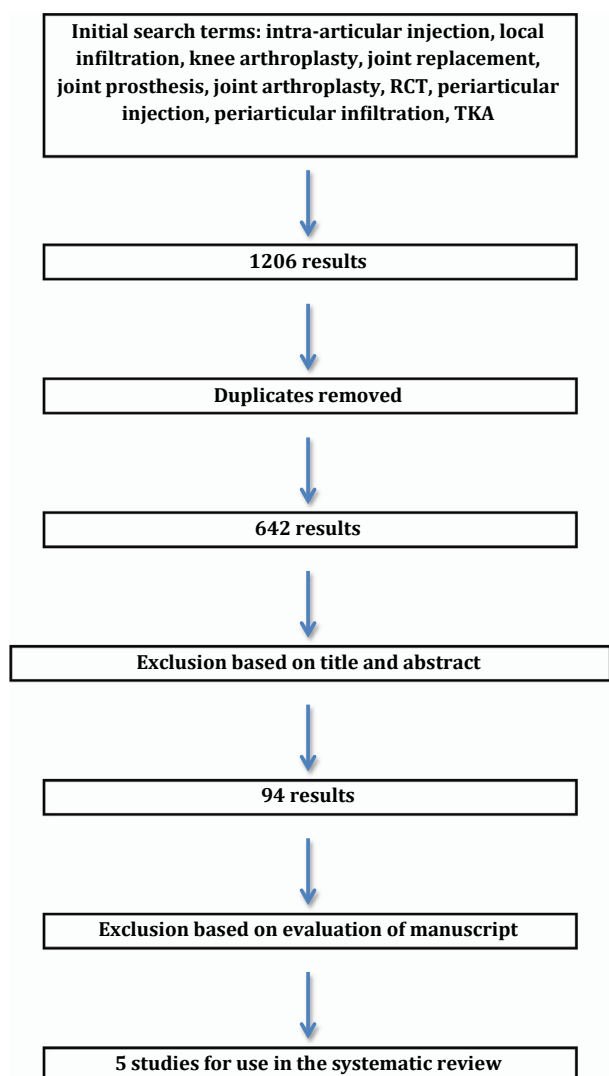 Initial search terms: intra-articular injection, local
infiltration, knee arthroplasty, joint replacement,
joint prosthesis, joint arthroplasty, RCT, periarticular
injection, periarticular infiltration, TKA
1206 results
Duplicates removed
642 results
Exclusion based on title and abstract
94 results
Exclusion based on evaluation of manuscript
5 studies for use in the systematic review